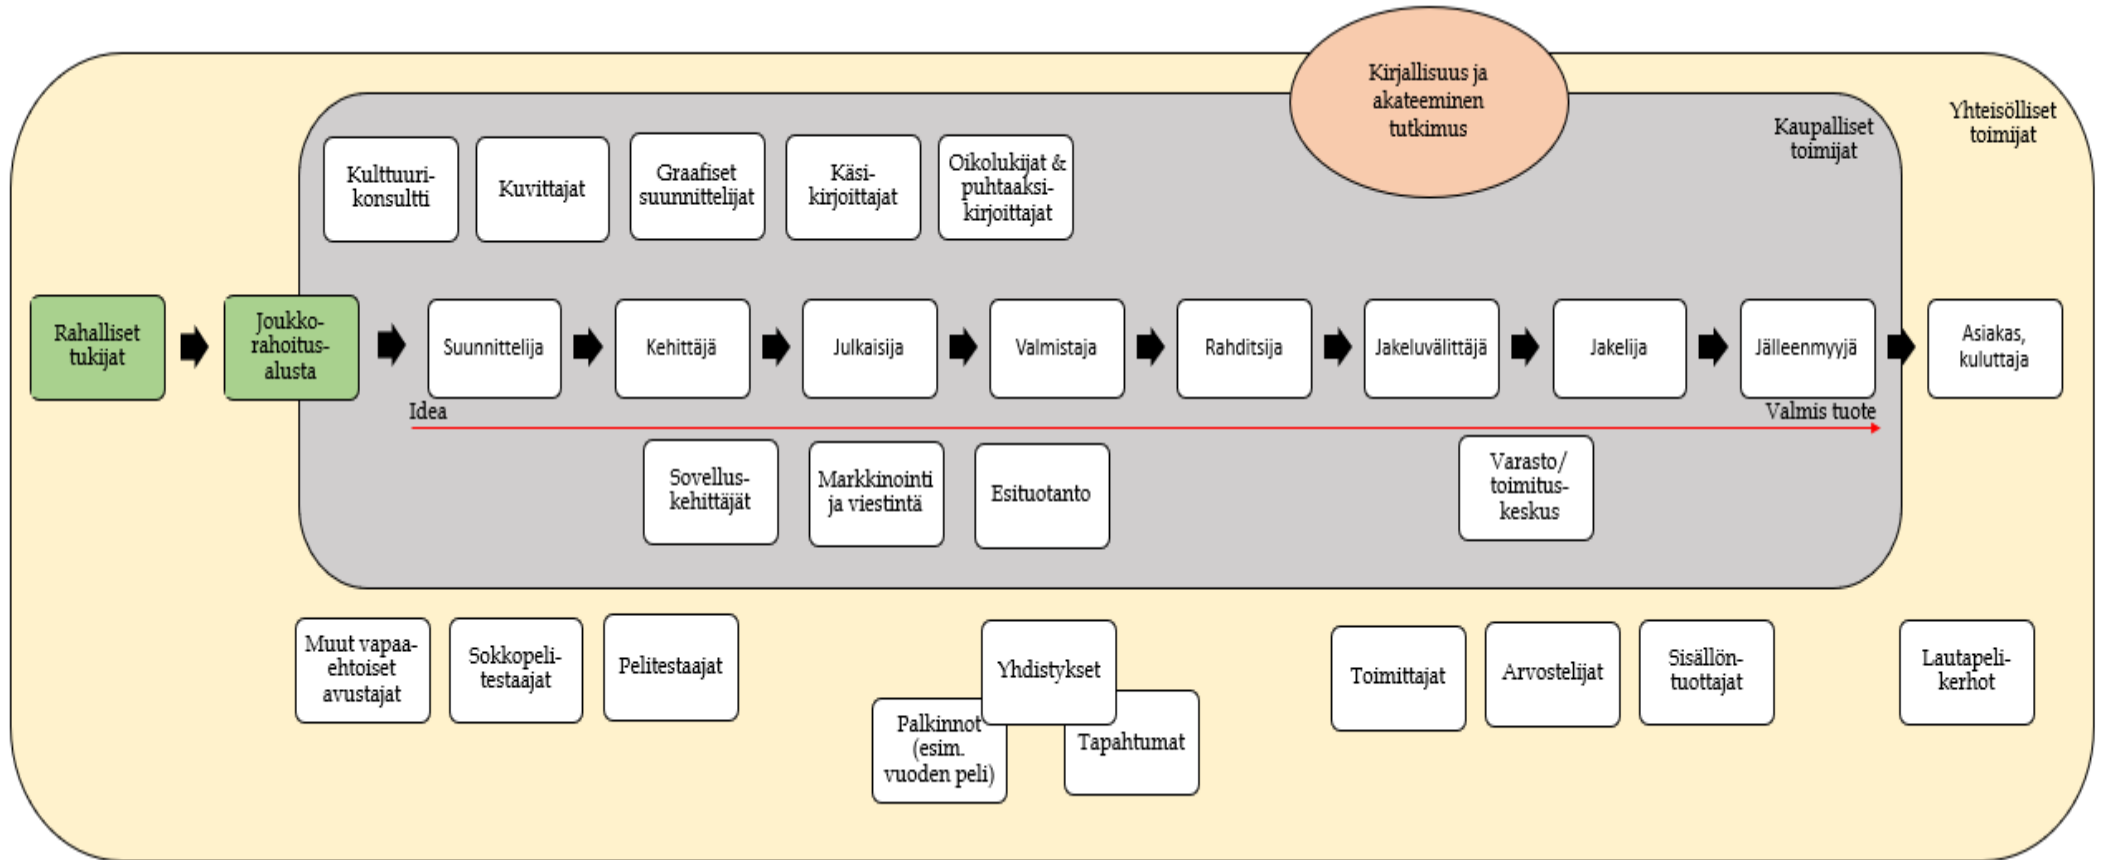 Kirjallisuus ja
akateeminen
tutkimus
Kaupalliset
toimijat
Yhteisölliset
toimijat
Kulttuuri-
konsultti
Kuvittajat
Graafiset
suunnittelijat
Käsi-
kirjoittajat
Oikolukijat &
puhtaaksi-
kirjoittajat
Rahalliset
tukijat
Joukko-
rahoitus-
alusta
Suunnittelija
Kehittäjä
Julkaisija
Valmistaja
Rahditsija
Jakeluvälittäjä
Jakelija
Jälleenmyyjä
Asiakas,
kuluttaja
Idea
Valmis tuote
Sovellus-
kehittäjät
Markkinointi
ja viestintä
Esituotanto
Varasto/
toimitus-
keskus
Muut vapaa-
ehtoiset
avustajat
Sokkopeli-
testaajat
Pelitestaajat
Yhdistykset
Palkinnot
(esim.
vuoden peli)
Tapahtumat
Toimittajat
Arvostelijat
Sisällön-
tuottajat
Lautapeli-
kerhot